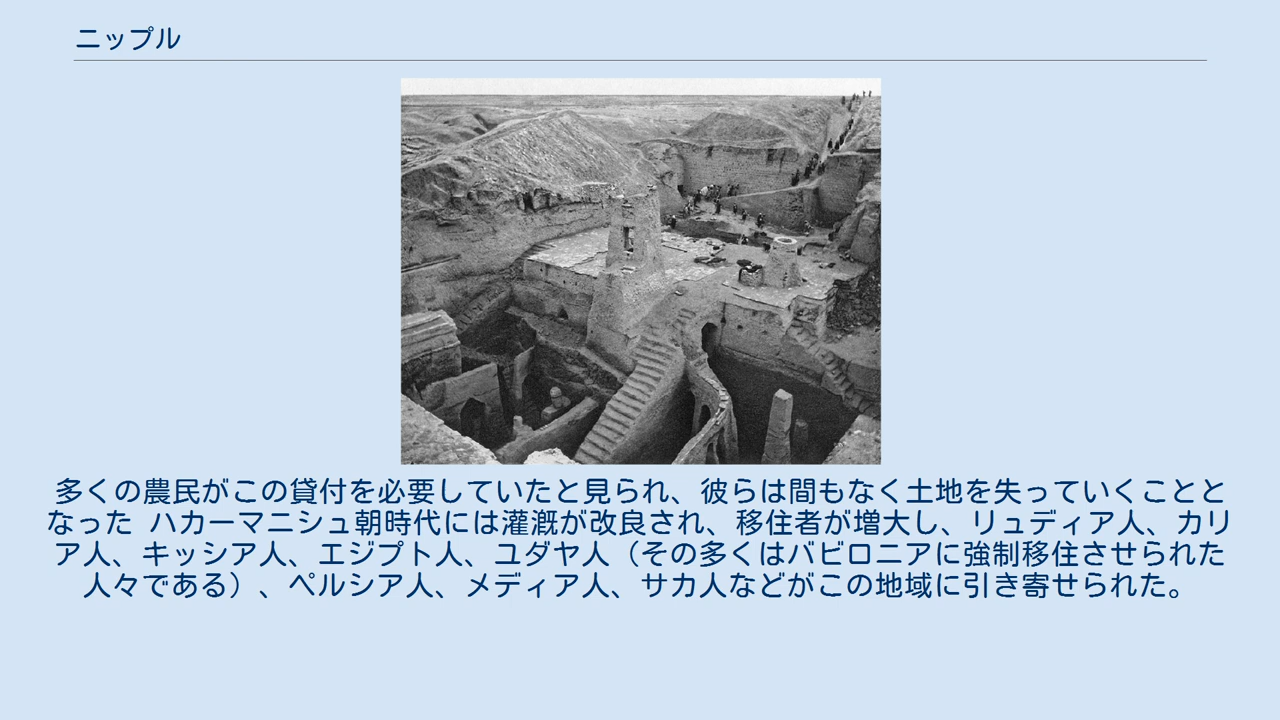 ニップル
多くの農民がこの貸付を必要していたと見られ、彼らは間もなく土地を失っていくことと
なった ハカーマニシュ朝時代には灌漑が改良され、移住者が増大し、リュディア人、カリ
ア人、キッシア人、エジプト人、ユダヤ人（その多くはバビロニアに強制移住させられた
人々である）、ペルシア人、メディア人、サカ人などがこの地域に引き寄せられた。